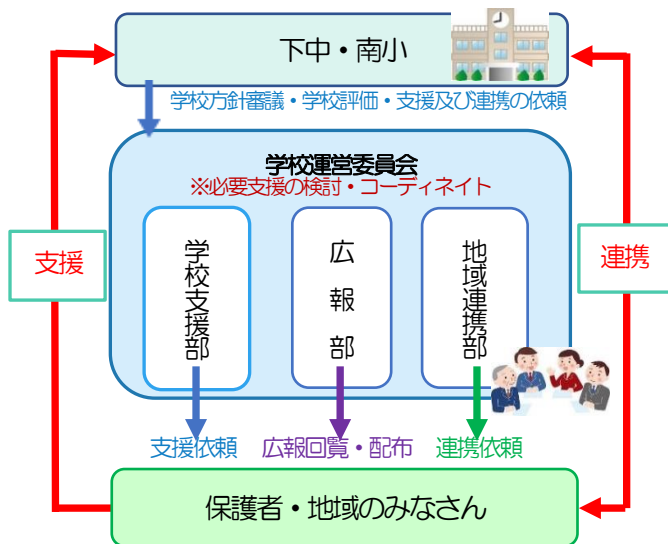 下中・南小
学校方針審議・学校評価・支援及び連携の依頼
学校運営委員会
※必要支援の検討・コーディネイト
支援
学校支援部
広報部
地域連携部
連携
支援依頼
広報回覧・配布
連携依頼
保護者・地域のみなさん